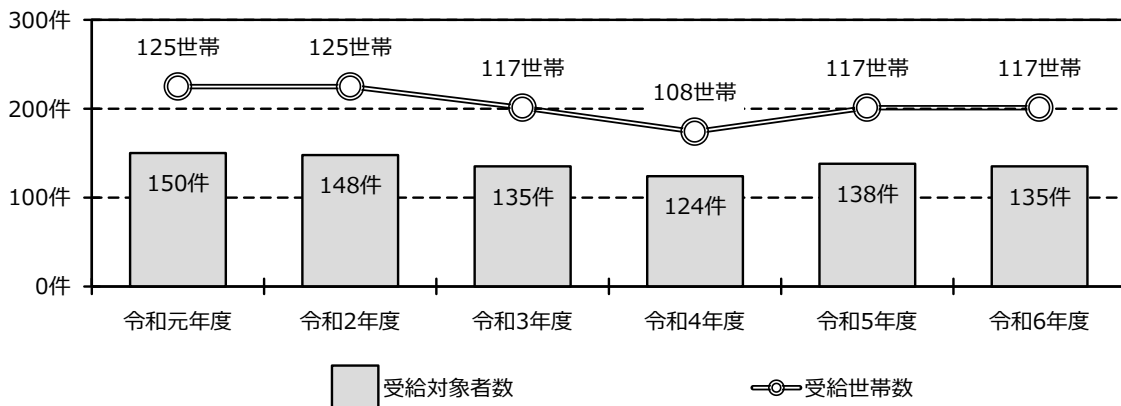 300件
200件
100件
0件
125世帯
125世帯
117世帯
108世帯
117世帯
117世帯
150件
148件
135件
124件
138件
135件
令和元年度
令和2年度
令和3年度
令和4年度
令和5年度
令和6年度
受給対象者数
受給世帯数